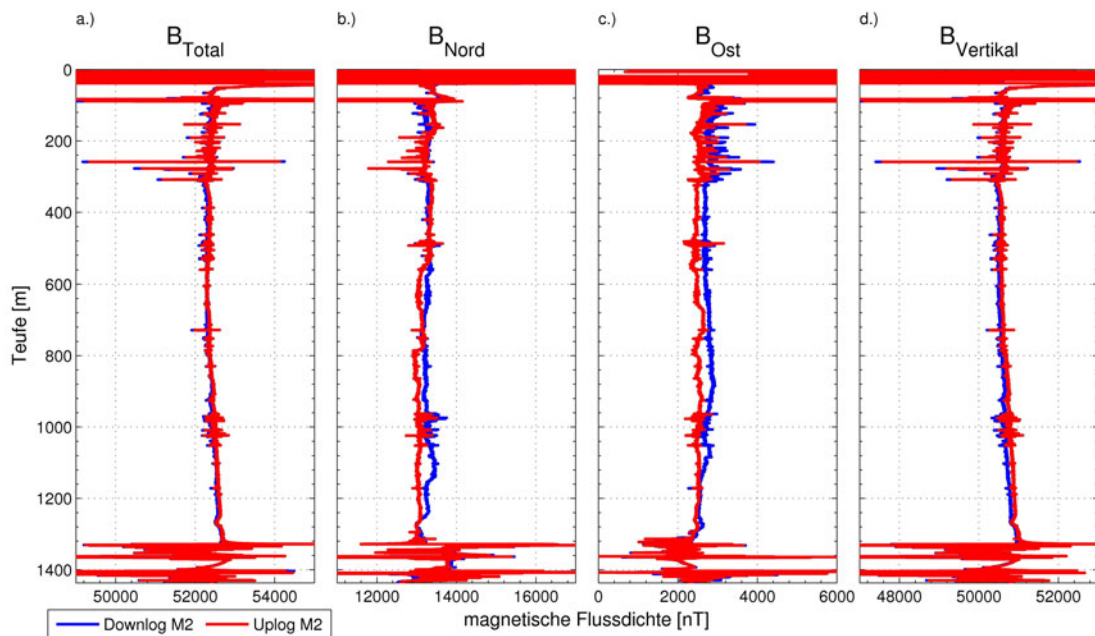 a.) b.) c.) d.)
B_Total B_Nord B_Ost B_Vertikal
Teufe [m]
0
200
400
600
800
1000
1200
1400
50000 52000 54000 12000 14000 16000 0 2000 4000 6000 48000 50000 52000
magnetische Flussdichte [nT]
Downlog M2 Uplog M2